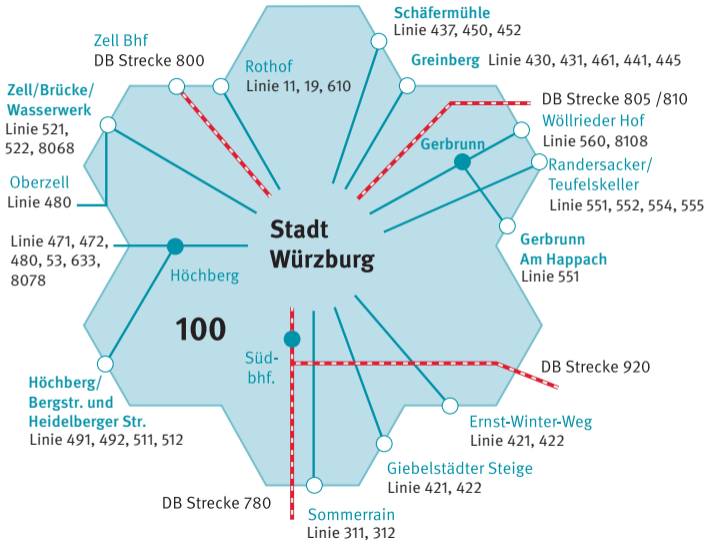 Schäfermühle
Linie 437, 450, 452
Zell Bhf
DB Strecke 800
Rothof
Linie 11, 19, 610
Greinberg Linie 430, 431, 461, 441, 445
Zell/Brücke/
Wasserwerk
Linie 521,
522, 8068
DB Strecke 805 /810
Wöllrieder Hof
Linie 560, 8108
Gerbrunn
Randersacker/
Teufelskeller
Linie 551, 552, 554, 555
Oberzell
Linie 480
Stadt
Würzburg
Gerbrunn
Am Happach
Linie 551
Linie 471, 472,
480, 53, 633,
8078
Höchberg
100
Süd-
bhf.
DB Strecke 920
Höchberg/
Bergstr. und
Heidelberger Str.
Linie 491, 492, 511, 512
Ernst-Winter-Weg
Linie 421, 422
Giebelstädter Steige
Linie 421, 422
DB Strecke 780
Sommerrain
Linie 311, 312